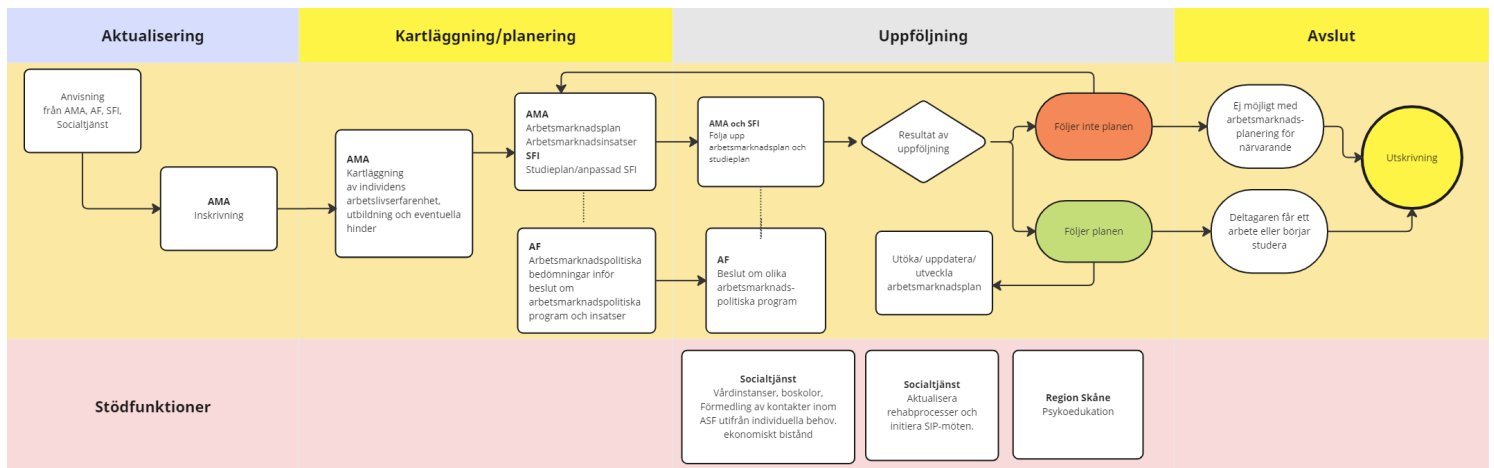 Aktualisering
Kartläggning/planering
Uppföljning
Avslut
Anvisning
från AMA, AF, SFI,
Socialtjänst
AMA
Inskrivning
AMA
Kartläggning
av individens
arbetslivserfarenhet,
utbildning och eventuella
hinder
AMA
Arbetsmarknadsplan
Arbetsmarknadsinsatser
SFI
Studieplan/anpassad SFI
AF
Arbetsmarknadspolitiska
bedömningar inför
beslut om
arbetsmarknadspolitiska
program och insatser
AMA och SFI
Följa upp
arbetsmarknadsplan och
studieplan
AF
Beslut om olika
arbetsmarknads-
politiska program
Resultat av
uppföljning
Följer inte planen
Följer planen
Utöka/ uppdatera/
utveckla
arbetsmarknadsplan
Ej möjligt med
arbetsmarknads-
planering för
närvarande
Deltagaren får ett
arbete eller börjar
studera
Utskrivning
Stödfunktioner
Socialtjänst
Vårdinstanser, boskolor,
Förmedling av kontakter inom
ASF utifrån individuella behov.
ekonomiskt bistånd
Socialtjänst
Aktualisera
rehabprocesser och
initiera SIP-möten.
Region Skåne
Psykoedukation